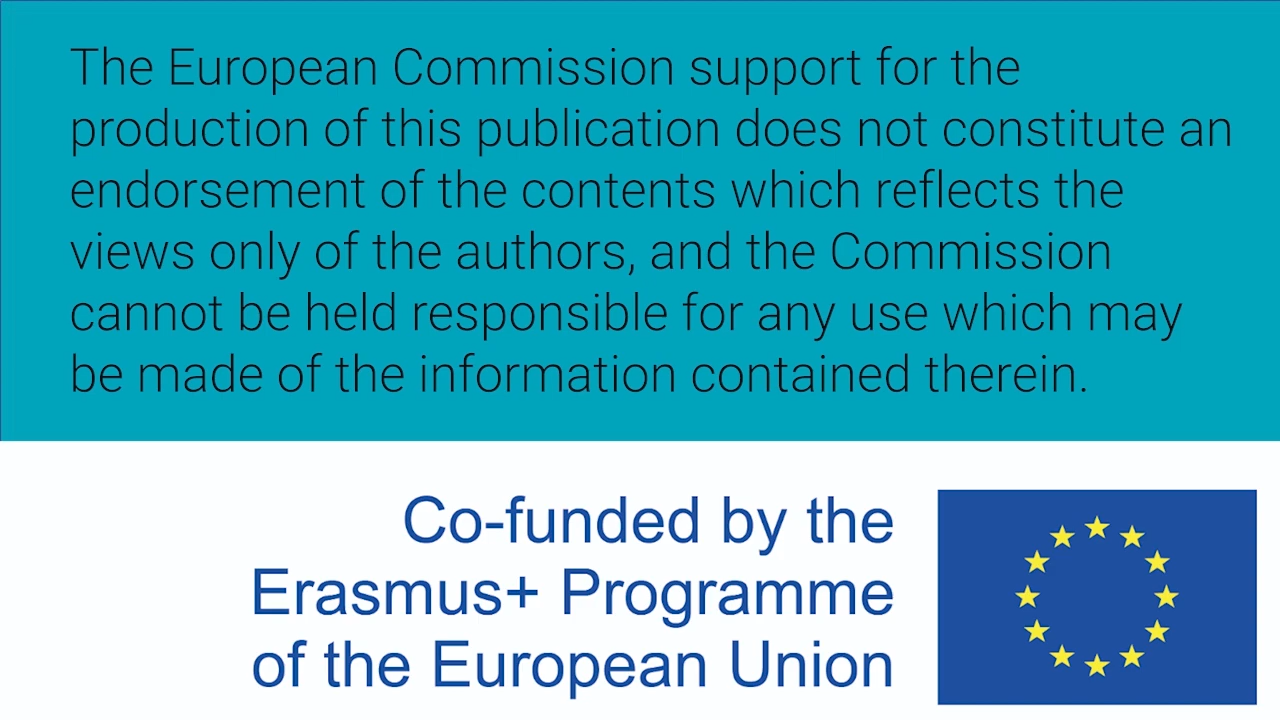 The European Commission support for the
production of this publication does not constitute an
endorsement of the contents which reflects the
views only of the authors, and the Commission
cannot be held responsible for any use which may
be made of the information contained therein.
Co-funded by the
Erasmus+ Programme
of the European Union